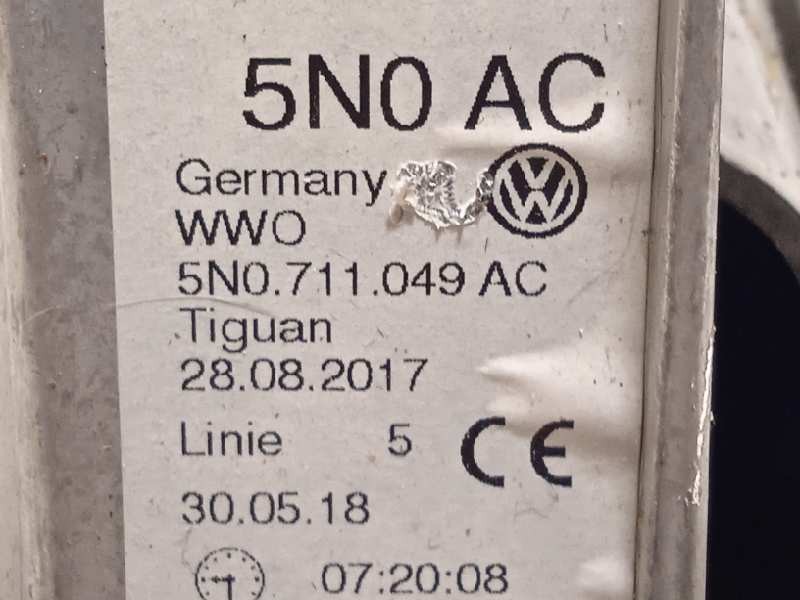 5N0 AC
Germany
WWO
5N0.711.049 AC
Tiguan
28.08.2017
Linie 5 CE
30.05.18
07:20:08